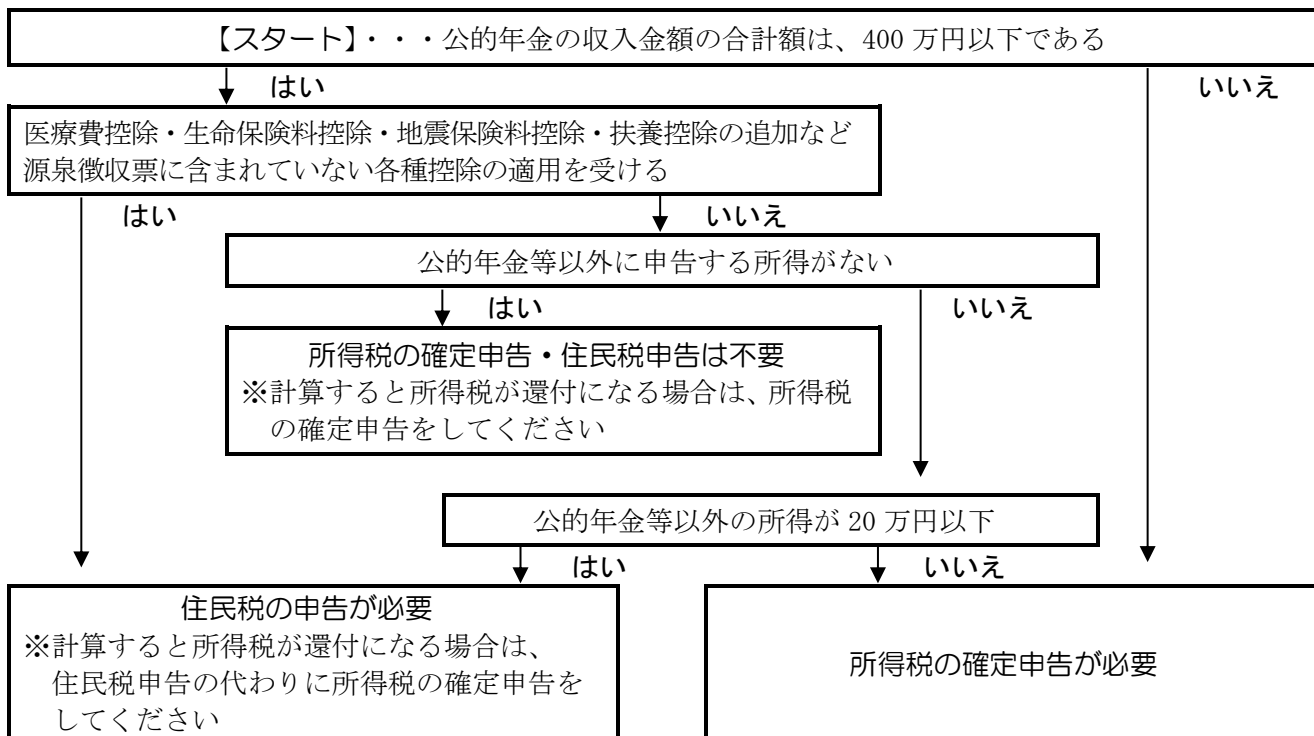 【スタート】・・・公的年金の収入金額の合計額は、400 万円以下である
はい
いいえ
医療費控除・生命保険料控除・地震保険料控除・扶養控除の追加など
源泉徴収票に含まれていない各種控除の適用を受ける
はい
いいえ
公的年金等以外に申告する所得がない
はい
いいえ
所得税の確定申告・住民税申告は不要
※計算すると所得税が還付になる場合は、所得税
の確定申告をしてください
公的年金等以外の所得が 20 万円以下
はい
いいえ
住民税の申告が必要
※計算すると所得税が還付になる場合は、
住民税申告の代わりに所得税の確定申告を
してください
所得税の確定申告が必要